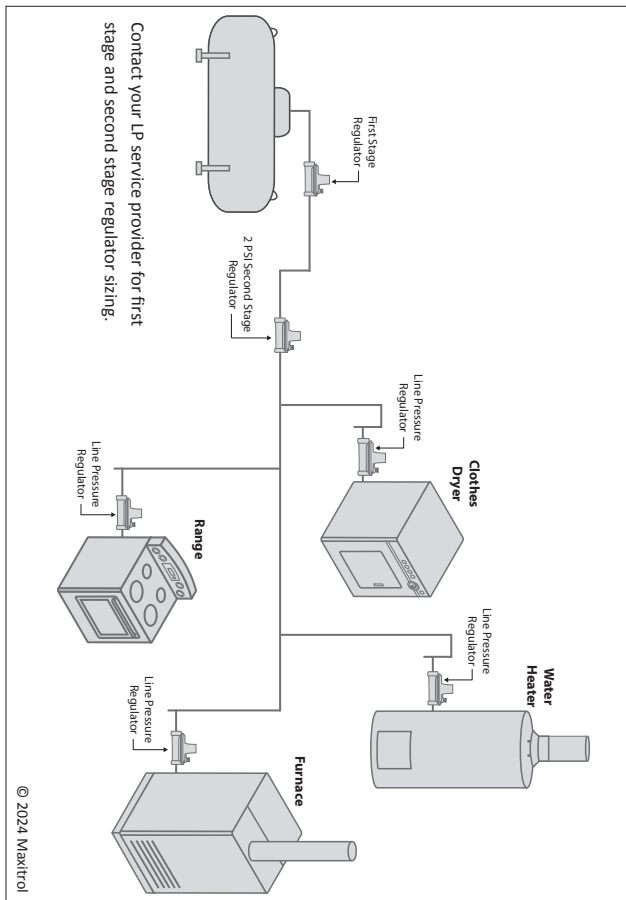 First Stage
Regulator
2 PSI Second Stage
Regulator
Line Pressure
Regulator
Clothes
Dryer
Line Pressure
Regulator
Water
Heater
Line Pressure
Regulator
Range
Line Pressure
Regulator
Furnace
Contact your LP service provider for first
stage and second stage regulator sizing.
© 2024 Maxitrol